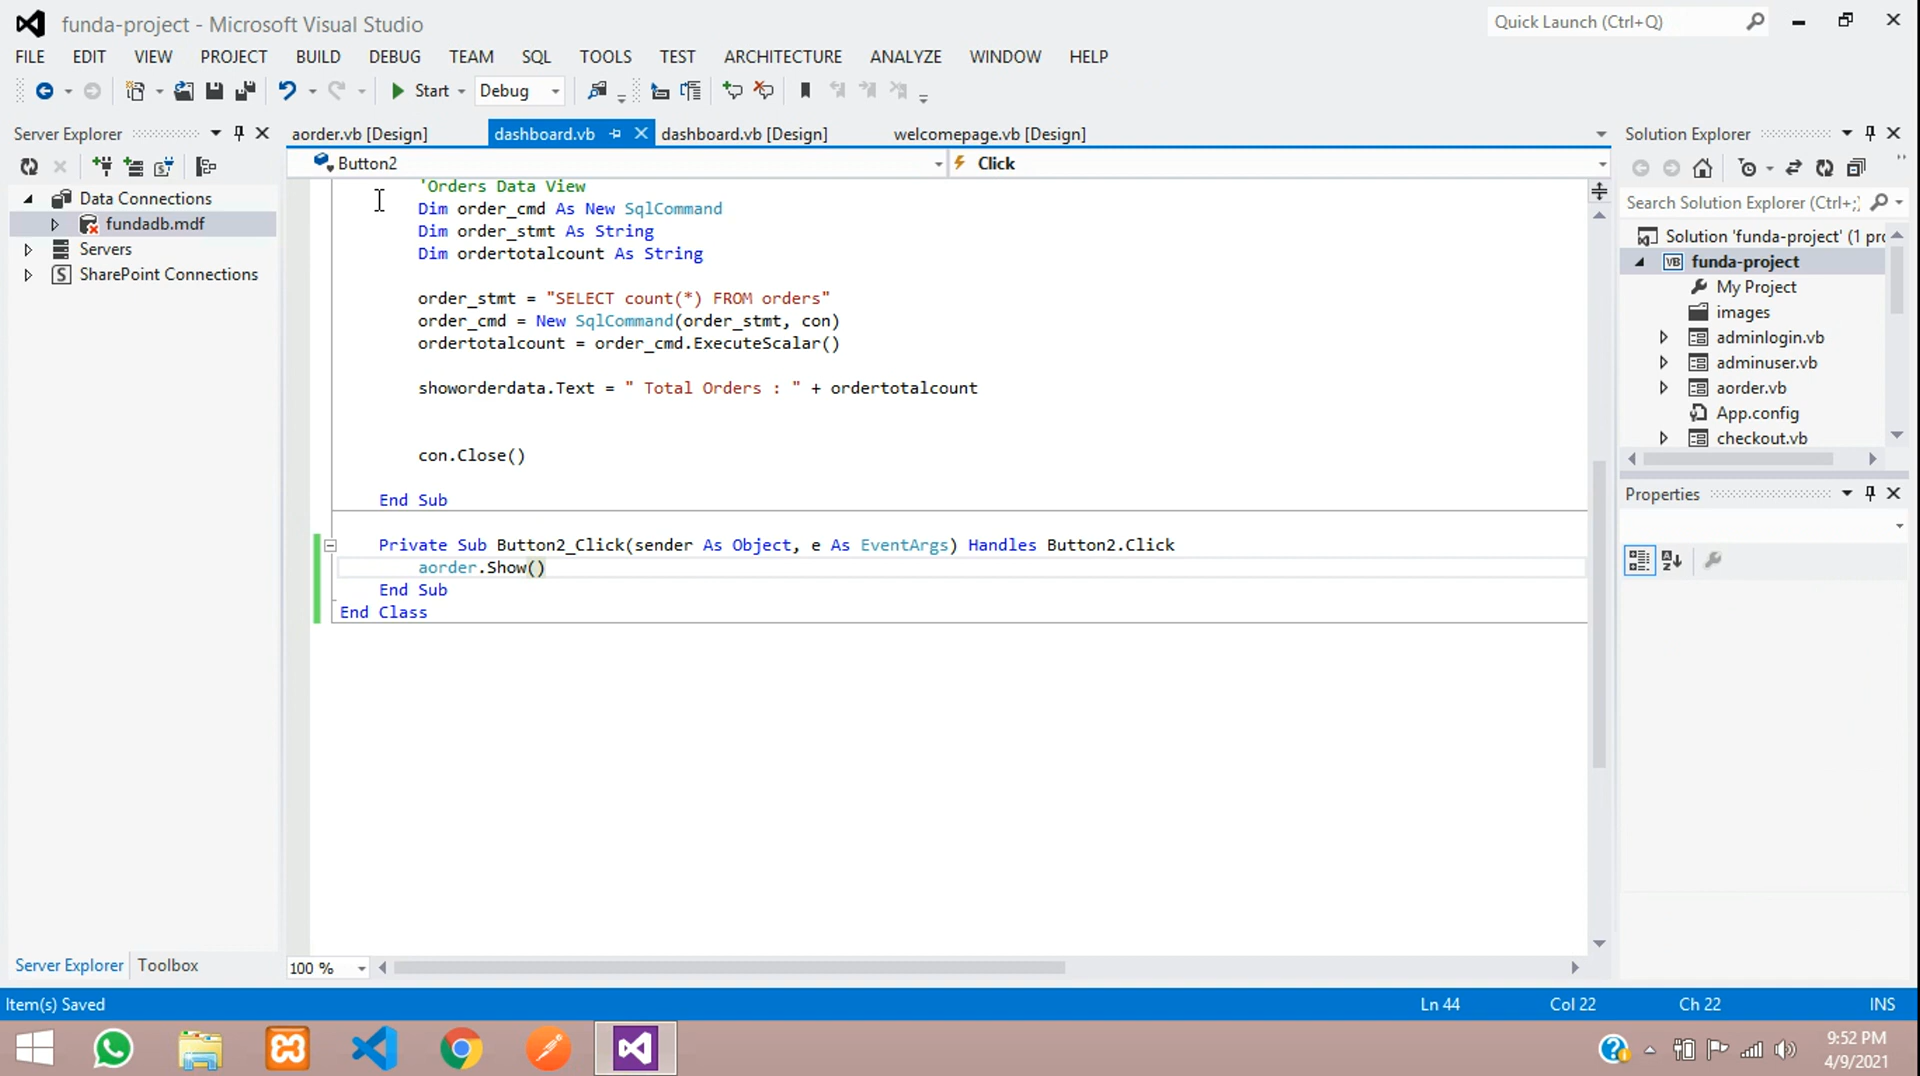 funda-project - Microsoft Visual Studio
Quick Launch (Ctrl+Q)
FILE EDIT VIEW PROJECT BUILD DEBUG TEAM SQL TOOLS TEST ARCHITECTURE ANALYZE WINDOW HELP
Start Debug
Server Explorer
aorder.vb [Design] dashboard.vb dashboard.vb [Design] welcomepage.vb [Design]
Solution Explorer
Button2 Click
Data Connections
fundadb.mdf
Servers
SharePoint Connections
'Orders Data View
Dim order_cmd As New SqlCommand
Dim order_stmt As String
Dim ordertotalcount As String
order_stmt = "SELECT count(*) FROM orders"
order_cmd = New SqlCommand(order_stmt, con)
ordertotalcount = order_cmd.ExecuteScalar()
showorderdata.Text = " Total Orders : " + ordertotalcount
con.Close()
End Sub
Private Sub Button2_Click(sender As Object, e As EventArgs) Handles Button2.Click
aorder.Show()
End Sub
End Class
Search Solution Explorer (Ctrl+;)
Solution 'funda-project' (1 pro
VB funda-project
My Project
images
adminlogin.vb
adminuser.vb
aorder.vb
App.config
checkout.vb
Properties
Server Explorer Toolbox
100 %
Item(s) Saved
Ln 44 Col 22 Ch 22 INS
9:52 PM
4/9/2021